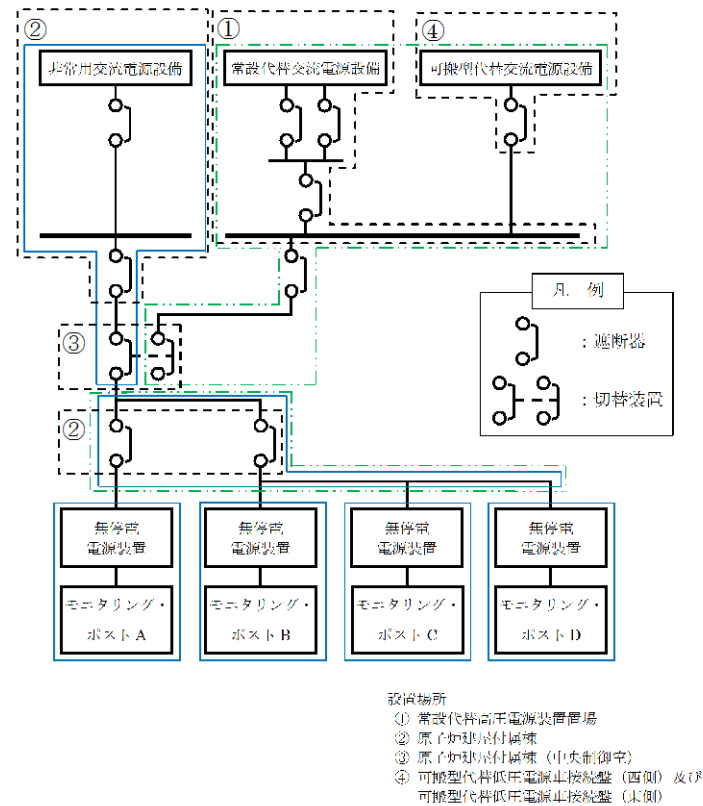 ② ① ④
非常用交流電源設備 常設代替交流電源設備 可搬型代替交流電源設備
凡 例
：遮断器
③
：切替装置
②
無停電 無停電 無停電 無停電
電源装置 電源装置 電源装置 電源装置
モニタリング・ モニタリング・ モニタリング・ モニタリング・
ポストA ポストB ポストC ポストD
設置場所
① 常設代替高圧電源装置置場
② 原子炉建屋付属棟
③ 原子炉建屋付属棟（中央制御室）
④ 可搬型代替低圧電源車接続盤（西側）及び
可搬型代替低圧電源車接続盤（東側）